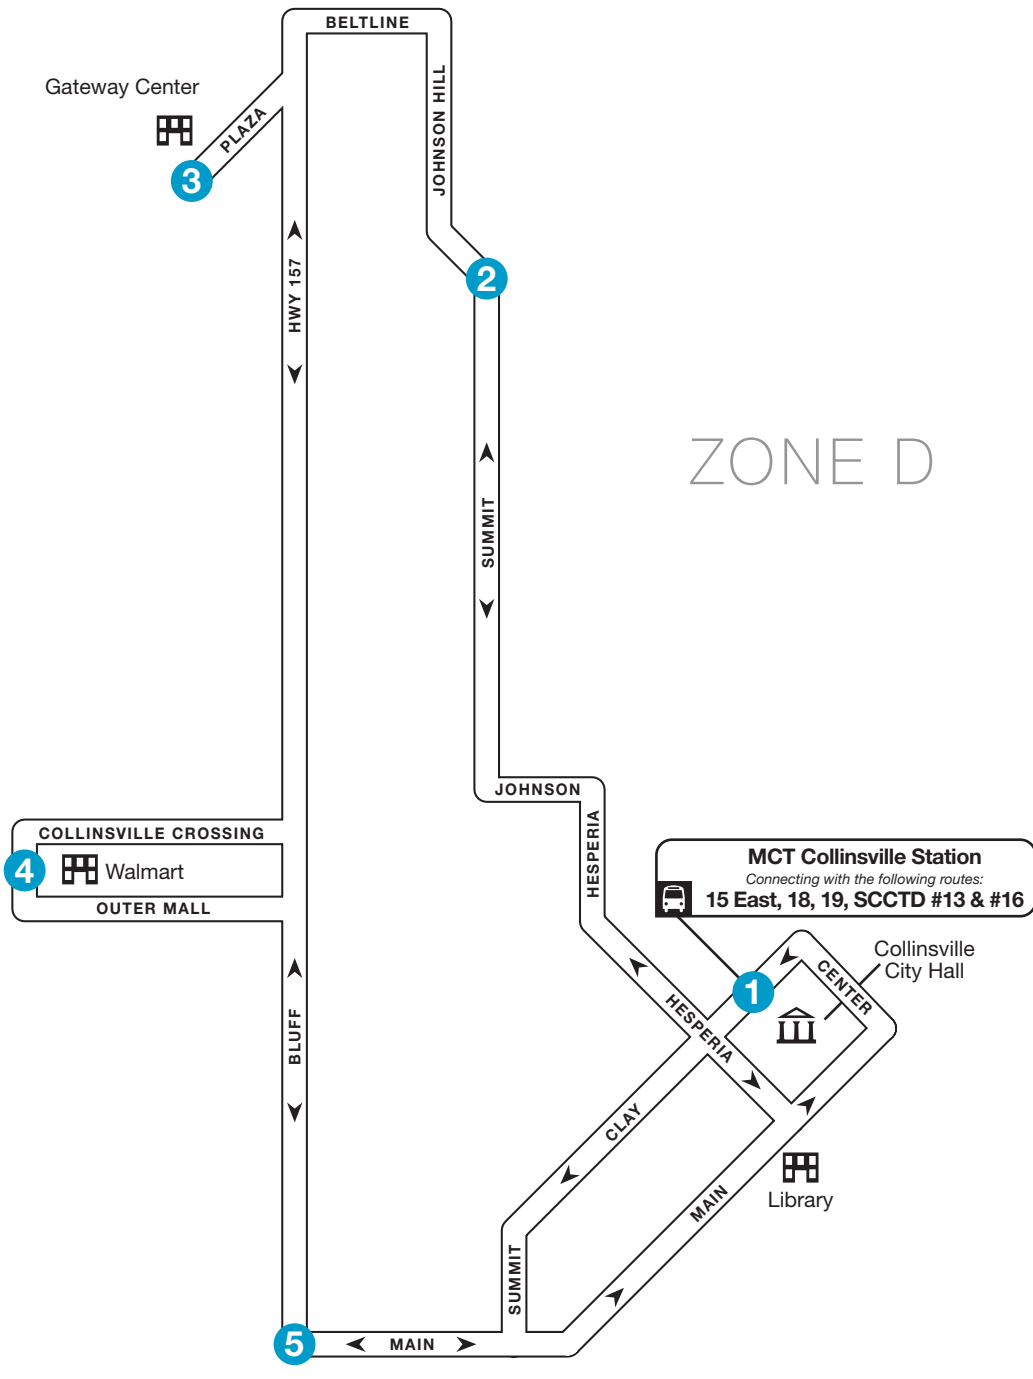 BELTLINE
Gateway Center
PLAZA
JOHNSON HILL
3
2
HWY 157
ZONE D
SUMMIT
JOHNSON
HESPERIA
COLLINSVILLE CROSSING
4
Walmart
OUTER MALL
MCT Collinsville Station
Connecting with the following routes:
15 East, 18, 19, SCCTD #13 & #16
Collinsville
City Hall
CENTER
1
HESPERIA
BLUFF
CLAY
Library
MAIN
SUMMIT
5
MAIN